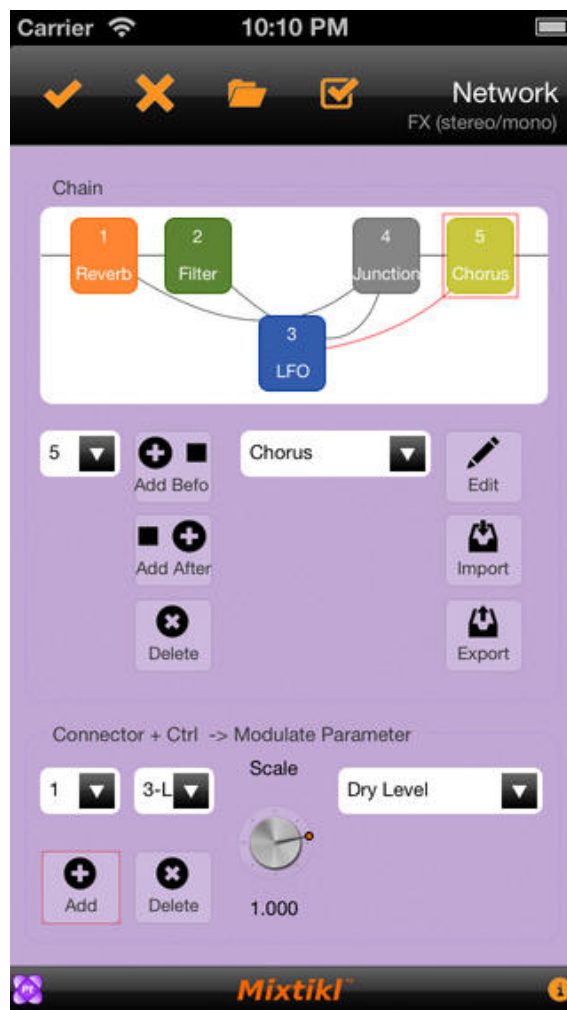 Carrier 10:10 PM
Network
FX (stereo/mono)
Chain
1 2 4 5
Reverb Filter Junction Chorus
3
LFO
5 Chorus
Add Befo Edit
Add After Import
Delete Export
Connector + Ctrl -> Modulate Parameter
Scale
1 3-L Dry Level
Add Delete 1.000
Pt Mixtikl™ i